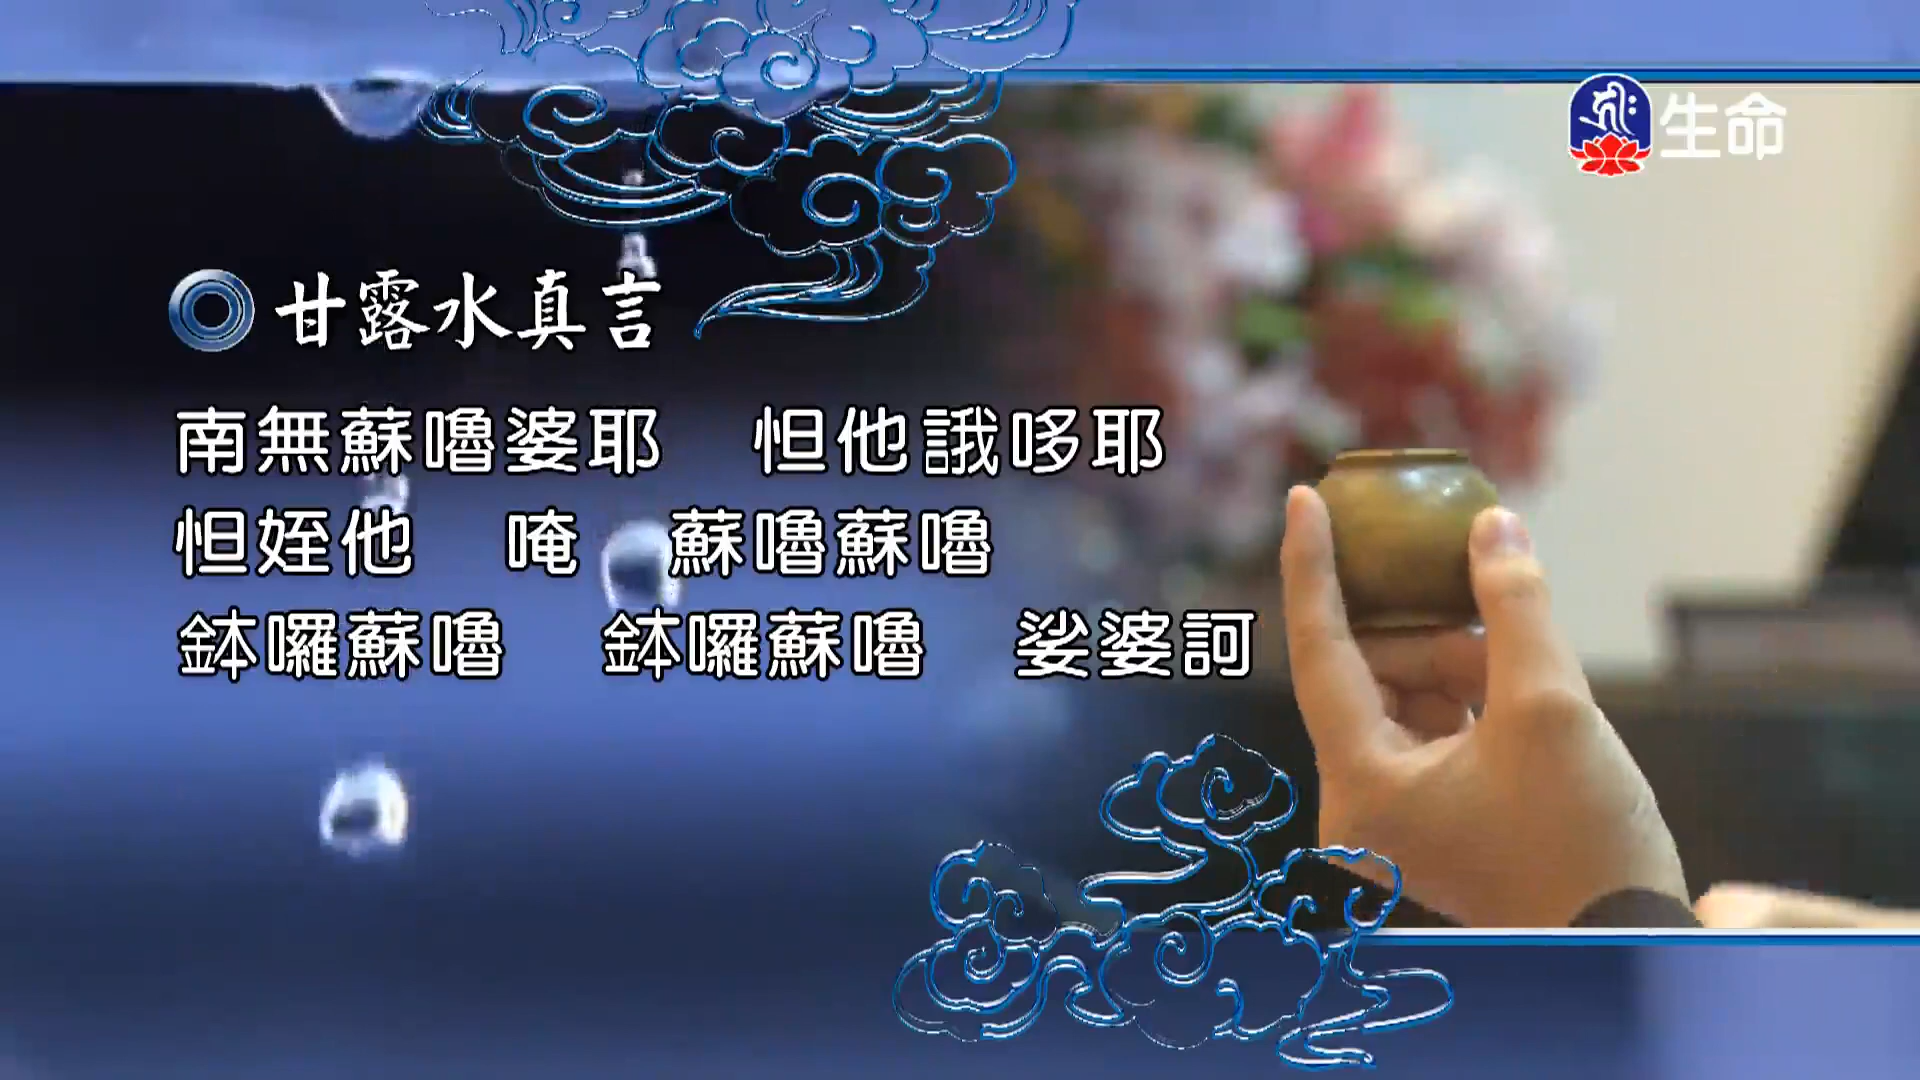 生命
甘露水真言
南無蘇嚕婆耶　怛他誐哆耶
怛姪他　唵　蘇嚕蘇嚕
鉢囉蘇嚕　鉢囉蘇嚕　娑婆訶